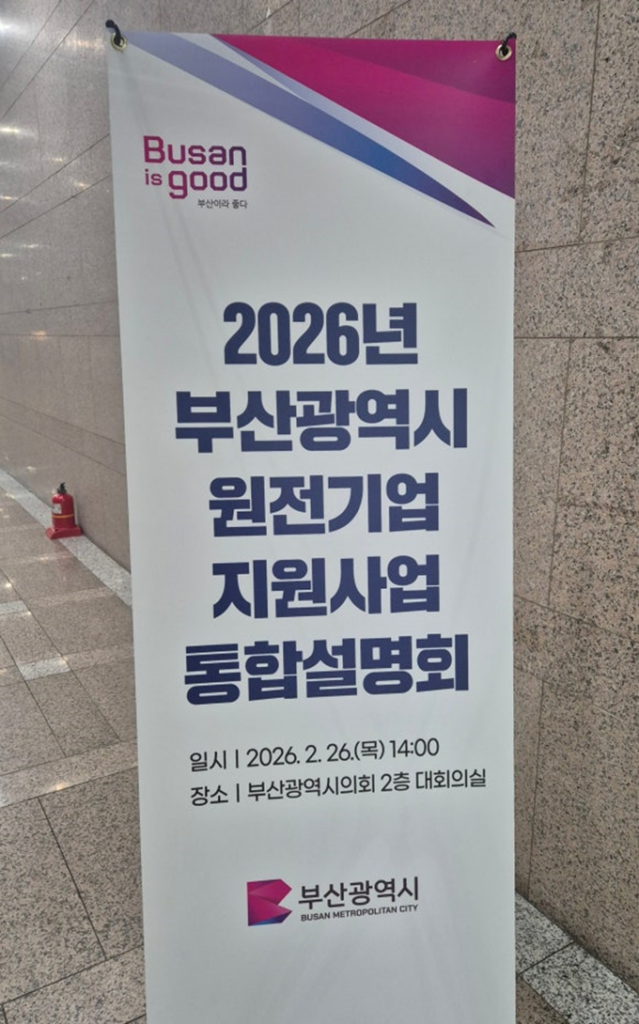 Busan
is good
부산이라 좋다
2026년
부산광역시
원전기업
지원사업
통합설명회
일시 | 2026. 2. 26.(목) 14:00
장소 | 부산광역시의회 2층 대회의실
부산광역시
BUSAN METROPOLITAN CITY